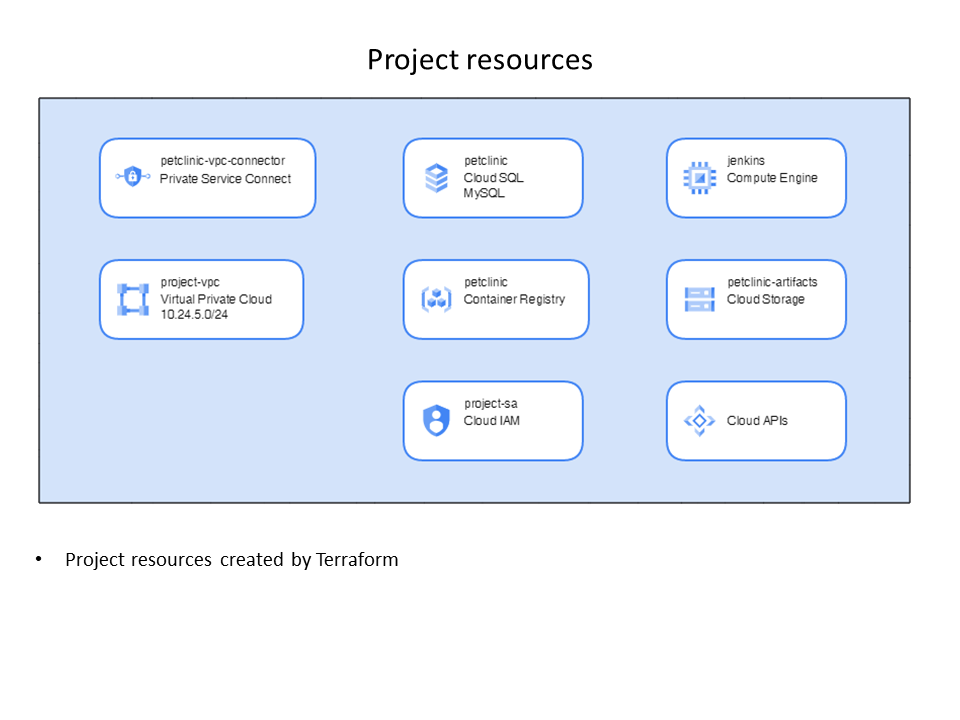 Project resources
petclinic-vpc-connector
Private Service Connect
petclinic
Cloud SQL
MySQL
jenkins
Compute Engine
project-vpc
Virtual Private Cloud
10.24.5.0/24
petclinic
Container Registry
petclinic-artifacts
Cloud Storage
project-sa
Cloud IAM
Cloud APIs
• Project resources created by Terraform